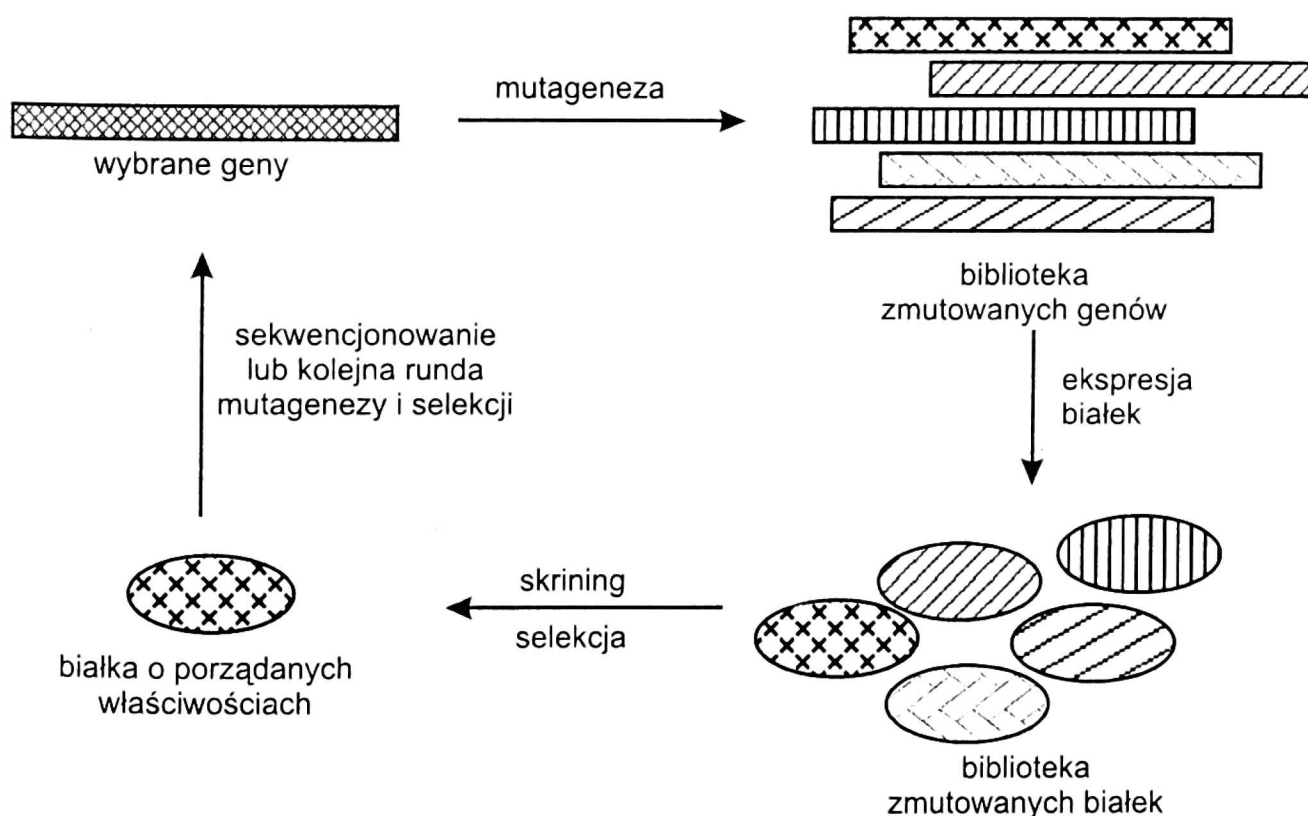 mutageneza
wybrane geny
biblioteka
zmutowanych genów
sekwencjonowanie
lub kolejna runda
mutagenezy i selekcji
ekspresja
białek
skrining
selekcja
białka o porządanych
właściwościach
biblioteka
zmutowanych białek